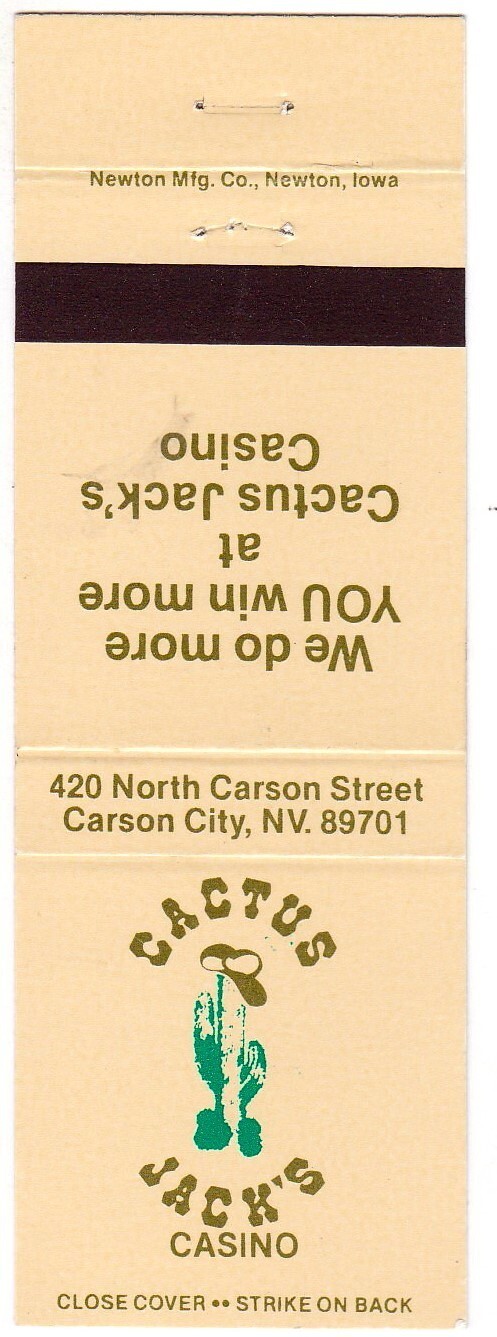 Newton Mfg. Co., Newton, Iowa
We do more
YOU win more
at
Cactus Jack's
Casino
420 North Carson Street
Carson City, NV. 89701
CACTUS
JACK'S
CASINO
CLOSE COVER •• STRIKE ON BACK